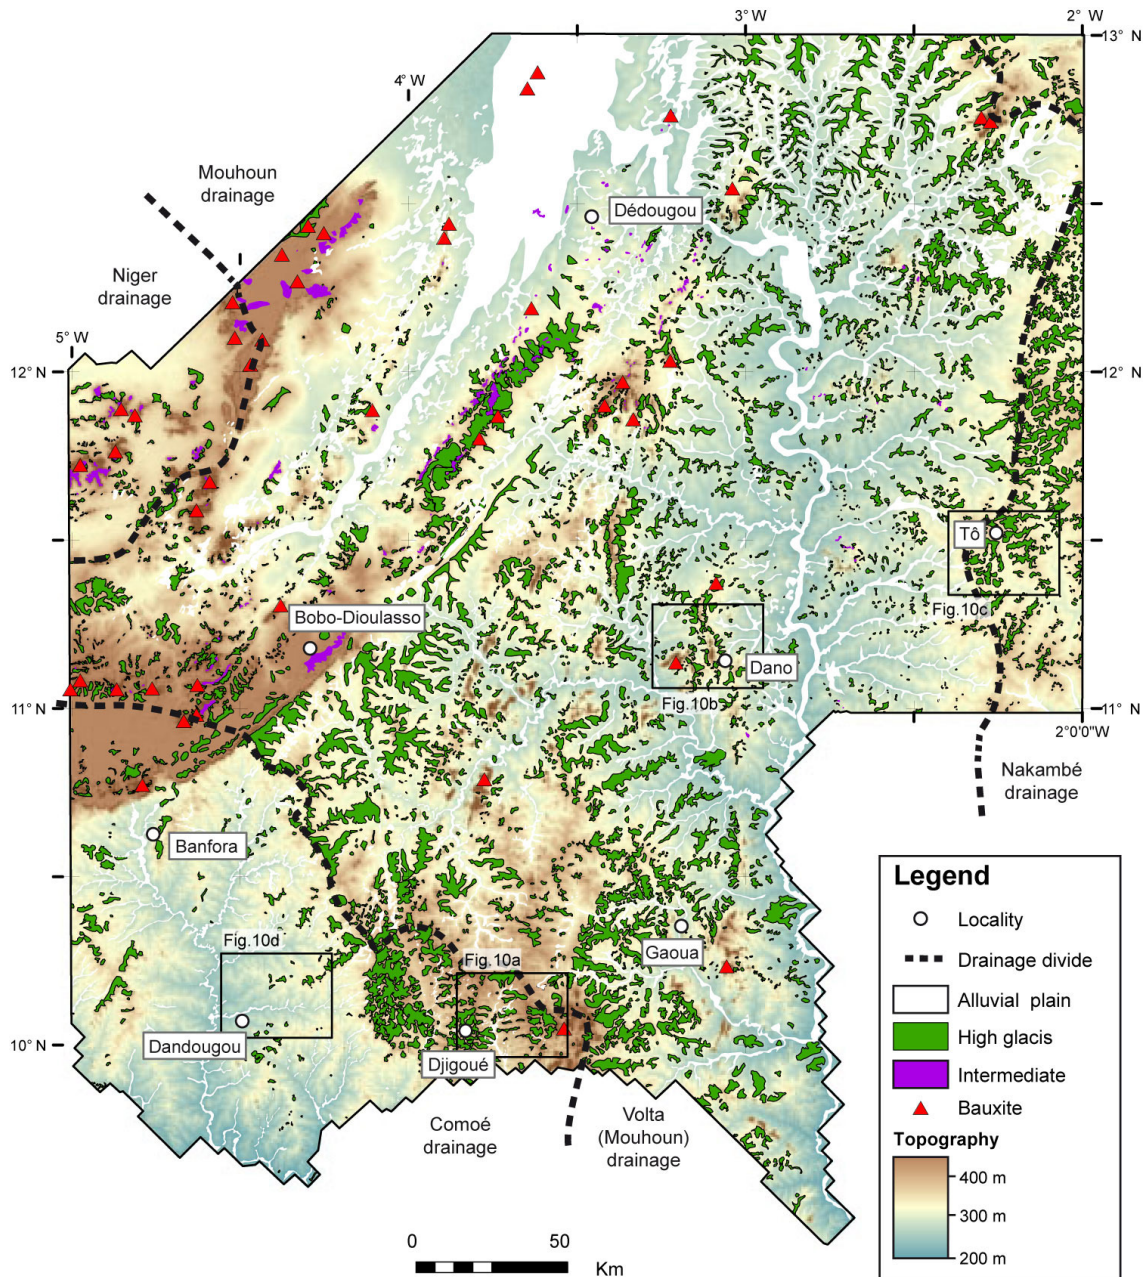 3° W
2° W
13° N
4° W
Mouhoun
drainage
Dédougou
Niger
drainage
5° W
12° N
12° N
Tô
Fig.10c
Bobo-Dioulasso
Dano
Fig.10b
11° N
11° N
2°0'0"W
Nakambé
drainage
Banfora
Legend
Locality
Drainage divide
Alluvial plain
High glacis
Intermediate
Bauxite
Topography
400 m
300 m
200 m
Gaoua
Fig.10d
Fig.10a
10° N
Dandougou
Djigoué
Comoé
drainage
Volta
(Mouhoun)
drainage
0
50
Km